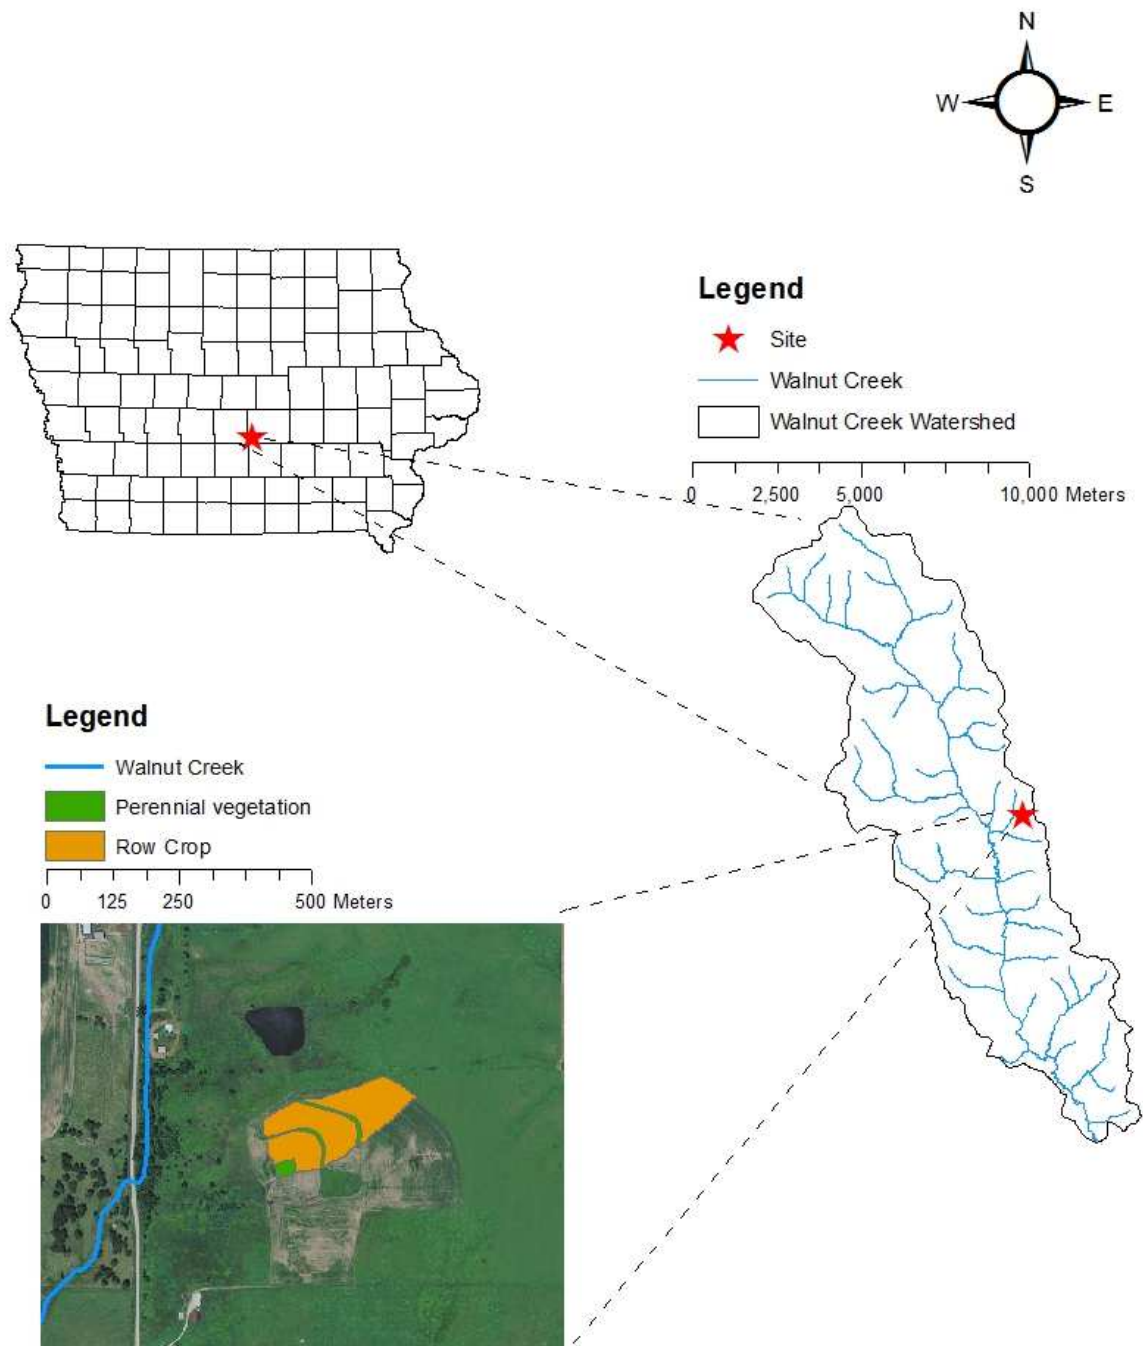 N
W E
S
Legend
Site
Walnut Creek
Walnut Creek Watershed
0 2,500 5,000 10,000 Meters
Legend
Walnut Creek
Perennial vegetation
Row Crop
0 125 250 500 Meters